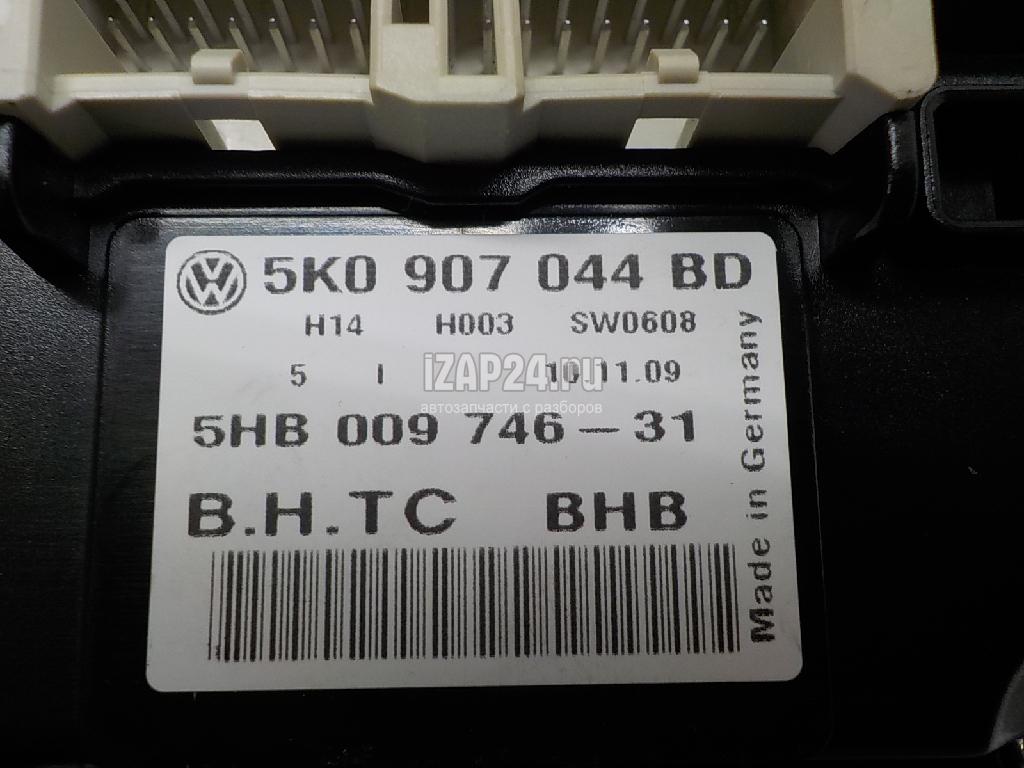 5K0 907 044 BD
H14 H003 SW0608
5 I 10.11.09
iZAP24.ru
автозапчасти с разборов
5HB 009 746-31
B.H.TC BHB
Made in Germany